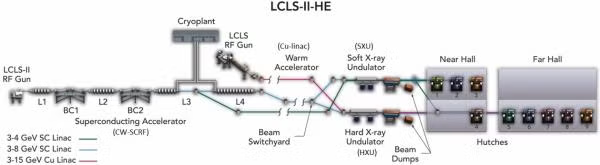 LCLS-II-HE
Cryoplant
LCLS
RF Gun
(Cu-linac)
Warm
Accelerator
(SXU)
Soft X-ray
Undulator
Near Hall
Far Hall
LCLS-II
RF Gun
L1
BC1
L2
BC2
L3
L4
Superconducting Accelerator
(CW-SCRF)
Beam
Switchyard
Hard X-ray
Undulator
(HXU)
Beam
Dumps
Hutches
1 2 3
4 5 6 7 8 9
3-4 GeV SC Linac
3-8 GeV SC Linac
3-15 GeV Cu Linac